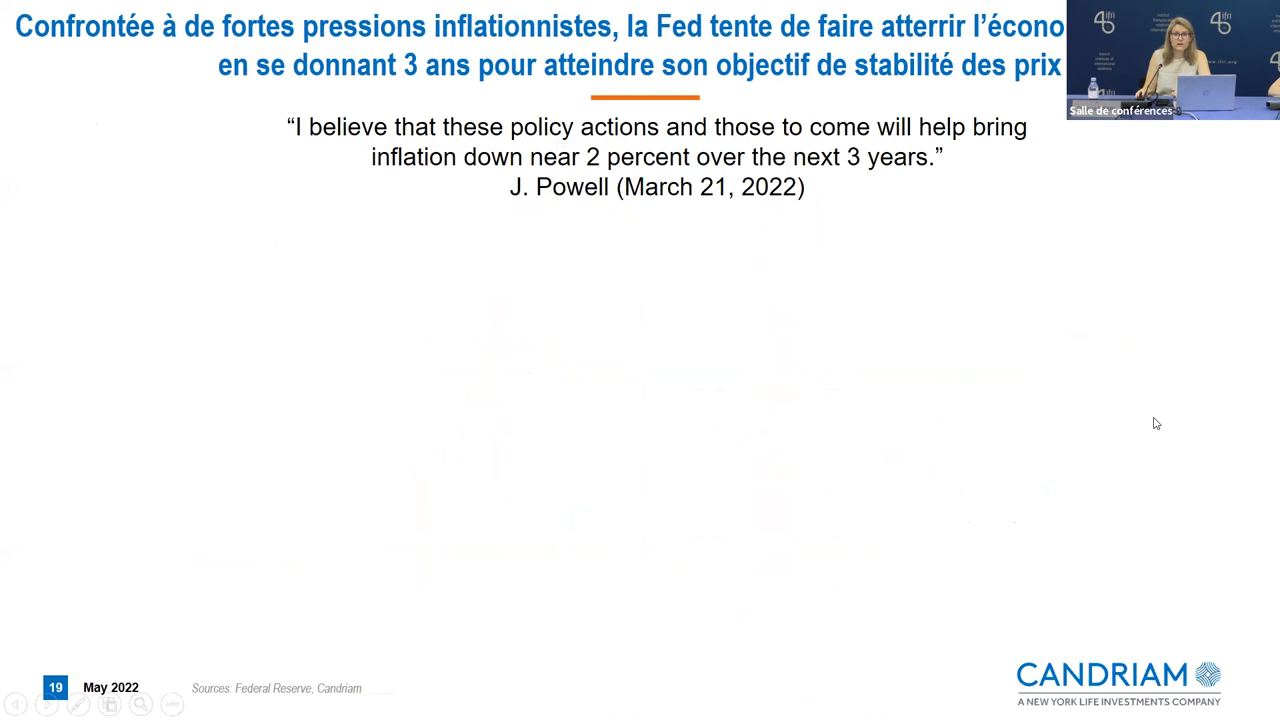 Confrontée à de fortes pressions inflationnistes, la Fed tente de faire atterrir l’écono
en se donnant 3 ans pour atteindre son objectif de stabilité des prix
“I believe that these policy actions and those to come will help bring
inflation down near 2 percent over the next 3 years.”
J. Powell (March 21, 2022)
ifri
ifri
Salle de conférences
19
May 2022
Sources: Federal Reserve, Candriam
CANDRIAM
A NEW YORK LIFE INVESTMENTS COMPANY